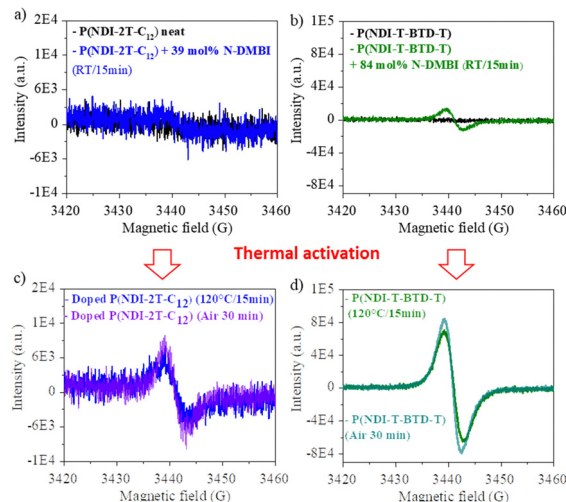 a)
2E4
1E4
6E3
0
-6E3
-1E4
Intensity (a.u.)
- P(NDI-2T-C12) neat
- P(NDI-2T-C12) + 39 mol% N-DMBI
(RT/15min)
3420 3430 3440 3450 3460
Magnetic field (G)
b)
1E5
8E4
4E4
0
-4E4
-8E4
Intensity (a.u.)
- P(NDI-T-BTD-T)
- P(NDI-T-BTD-T)
+ 84 mol% N-DMBI (RT/15min)
3420 3430 3440 3450 3460
Magnetic field (G)
Thermal activation
c)
2E4
1E4
6E3
0
-6E3
-1E4
Intensity (a.u.)
- Doped P(NDI-2T-C12) (120°C/15min)
- Doped P(NDI-2T-C12) (Air 30 min)
3420 3430 3440 3450 3460
Magnetic field (G)
d)
1E5
8E4
4E4
0
-4E4
-8E4
Intensity (a.u.)
- P(NDI-T-BTD-T)
(120°C/15min)
- P(NDI-T-BTD-T)
(Air 30 min)
3420 3430 3440 3450 3460
Magnetic field (G)